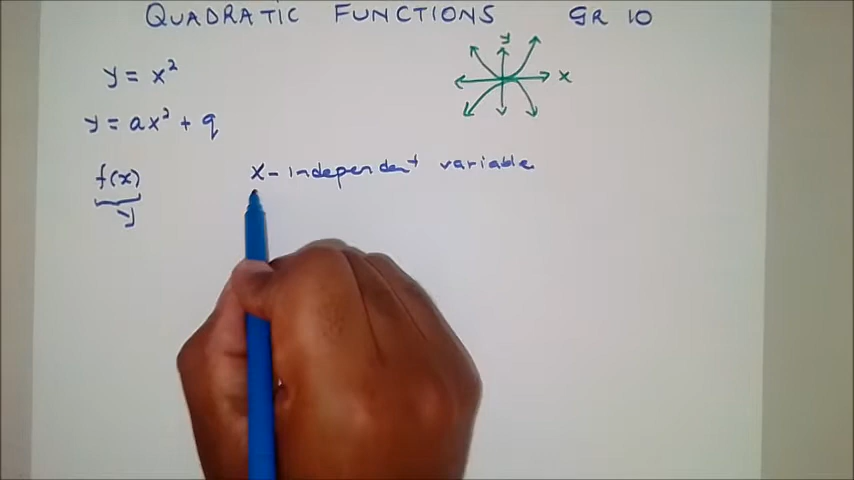 QUADRATIC FUNCTIONS GR 10
y = x²
y
x
y = ax² + q
f(x)
x - independent variable
y